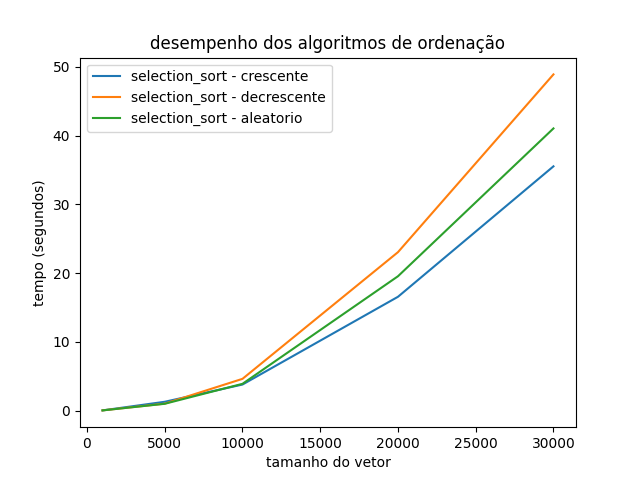 desempenho dos algoritmos de ordenação
selection_sort - crescente
selection_sort - decrescente
selection_sort - aleatorio
tempo (segundos)
50
40
30
20
10
0
0 5000 10000 15000 20000 25000 30000
tamanho do vetor